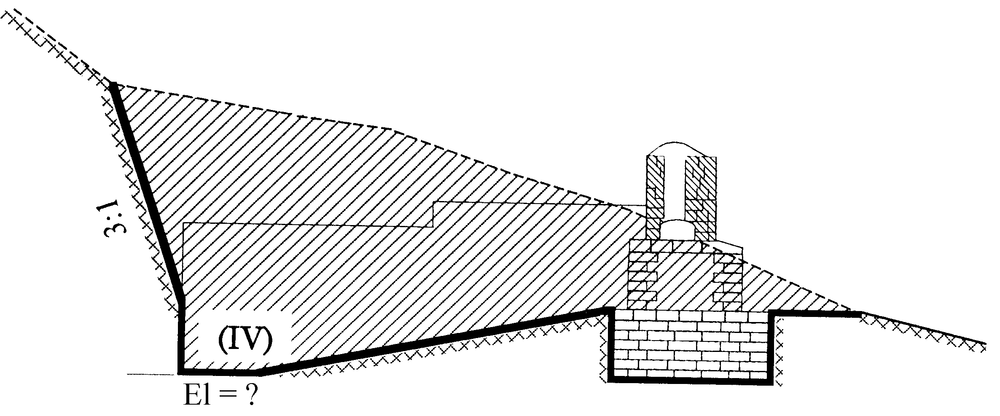 3:1
(IV)
El = ?